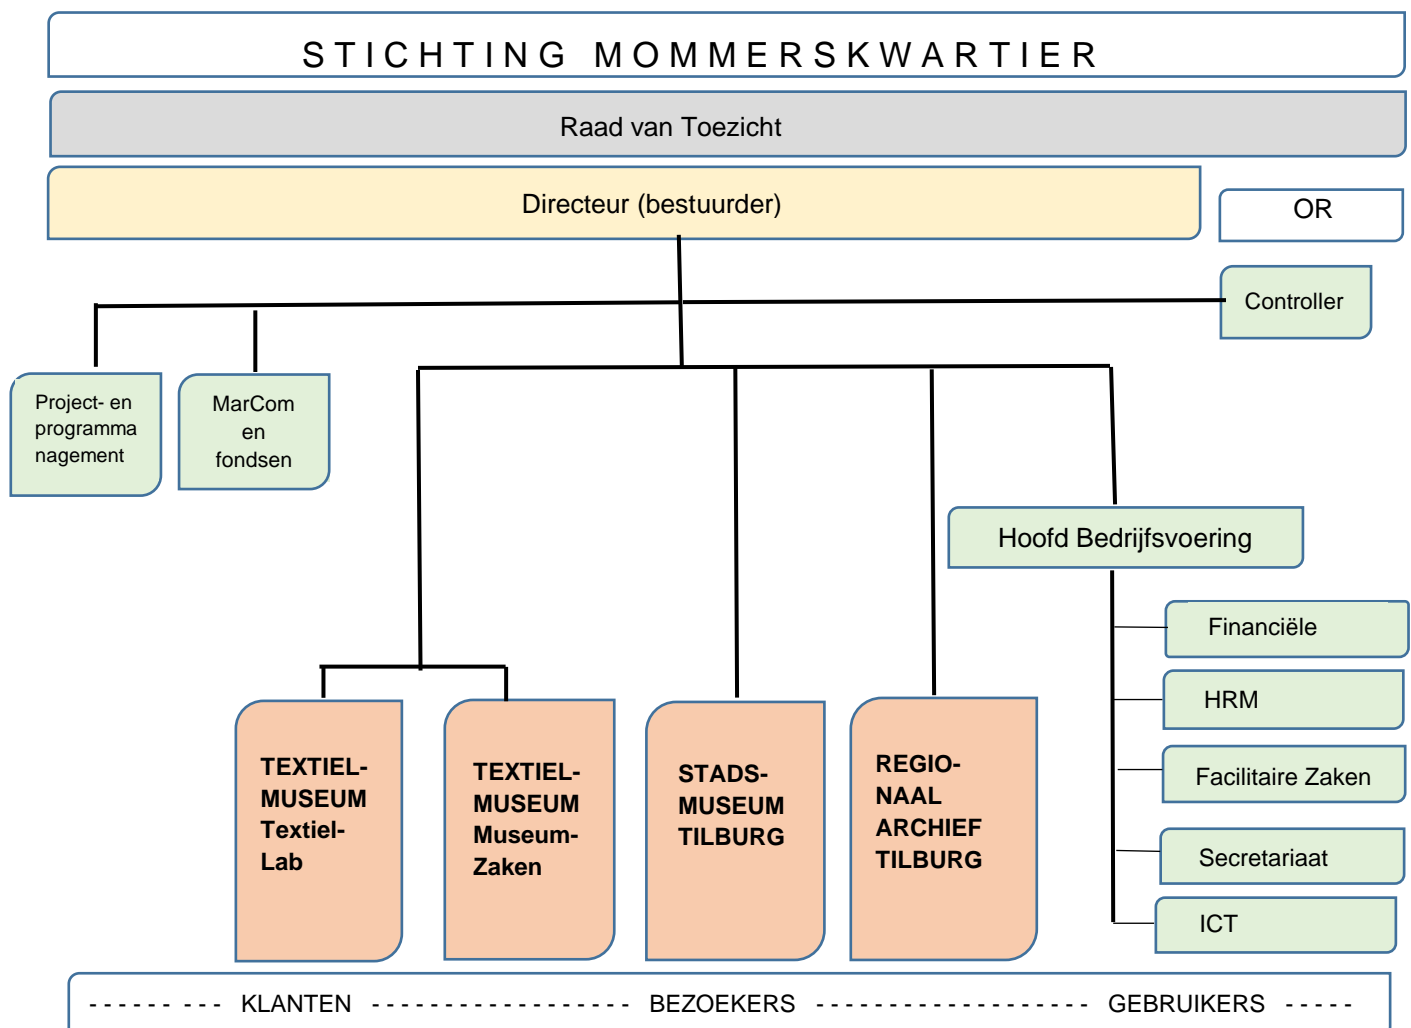 STICHTING MOMMERSKWARTIER
Raad van Toezicht
Directeur (bestuurder)
OR
Controller
Project- en
programma
nagement
MarCom
en
fondsen
Hoofd Bedrijfsvoering
Financiële
HRM
Facilitaire Zaken
Secretariaat
ICT
TEXTIEL-
MUSEUM
Textiel-
Lab
TEXTIEL-
MUSEUM
Museum-
Zaken
STADS-
MUSEUM
TILBURG
REGIO-
NAAL
ARCHIEF
TILBURG
- - - - - - - - - KLANTEN - - - - - - - - - - - - - - - - - - BEZOEKERS - - - - - - - - - - - - - - - - - - - GEBRUIKERS - - - - -